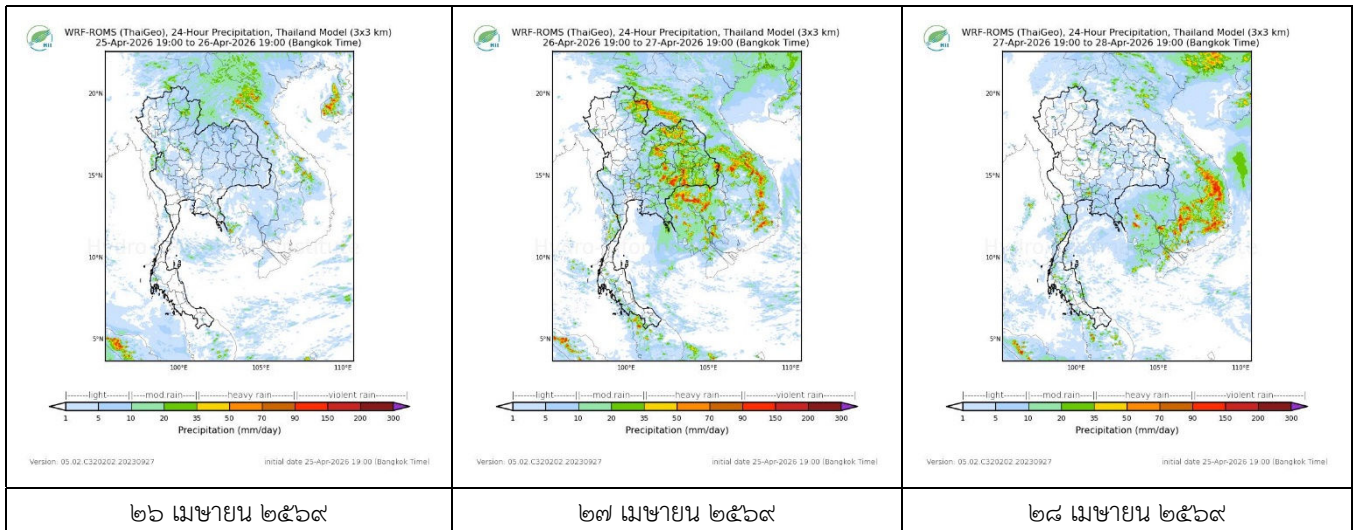 WRF-ROMS (ThaiGeo), 24-Hour Precipitation, Thailand Model (3x3 km)
25-Apr-2026 19:00 to 26-Apr-2026 19:00 (Bangkok Time)
HII
20°N
15°N
10°N
5°N
100°E 105°E 110°E
light mod rain heavy rain violent rain
1 5 10 20 35 50 70 90 150 200 300
Precipitation (mm/day)
Version: 05.02.C320202.20230927 initial date 25-Apr-2026 19:00 (Bangkok Time)
๒๖ เมษายน ๒๕๖๙
WRF-ROMS (ThaiGeo), 24-Hour Precipitation, Thailand Model (3x3 km)
26-Apr-2026 19:00 to 27-Apr-2026 19:00 (Bangkok Time)
HII
20°N
15°N
10°N
5°N
100°E 105°E 110°E
light mod rain heavy rain violent rain
1 5 10 20 35 50 70 90 150 200 300
Precipitation (mm/day)
Version: 05.02.C320202.20230927 initial date 25-Apr-2026 19:00 (Bangkok Time)
๒๗ เมษายน ๒๕๖๙
WRF-ROMS (ThaiGeo), 24-Hour Precipitation, Thailand Model (3x3 km)
27-Apr-2026 19:00 to 28-Apr-2026 19:00 (Bangkok Time)
HII
20°N
15°N
10°N
5°N
100°E 105°E 110°E
light mod rain heavy rain violent rain
1 5 10 20 35 50 70 90 150 200 300
Precipitation (mm/day)
Version: 05.02.C320202.20230927 initial date 25-Apr-2026 19:00 (Bangkok Time)
๒๘ เมษายน ๒๕๖๙